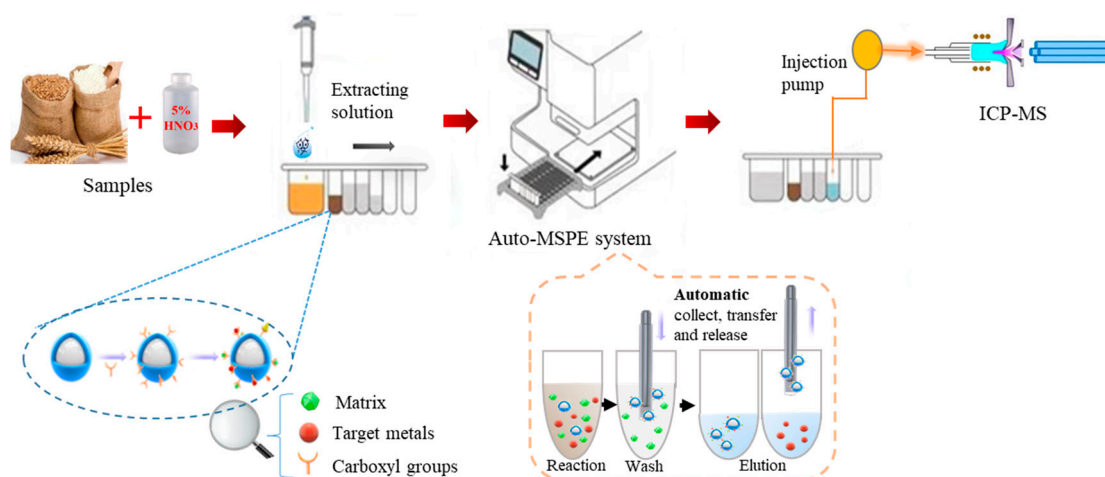 5%
HNO3
Samples
Extracting
solution
Auto-MSPE system
Injection
pump
ICP-MS
Automatic
collect, transfer
and release
Reaction
Wash
Elution
Matrix
Target metals
Carboxyl groups